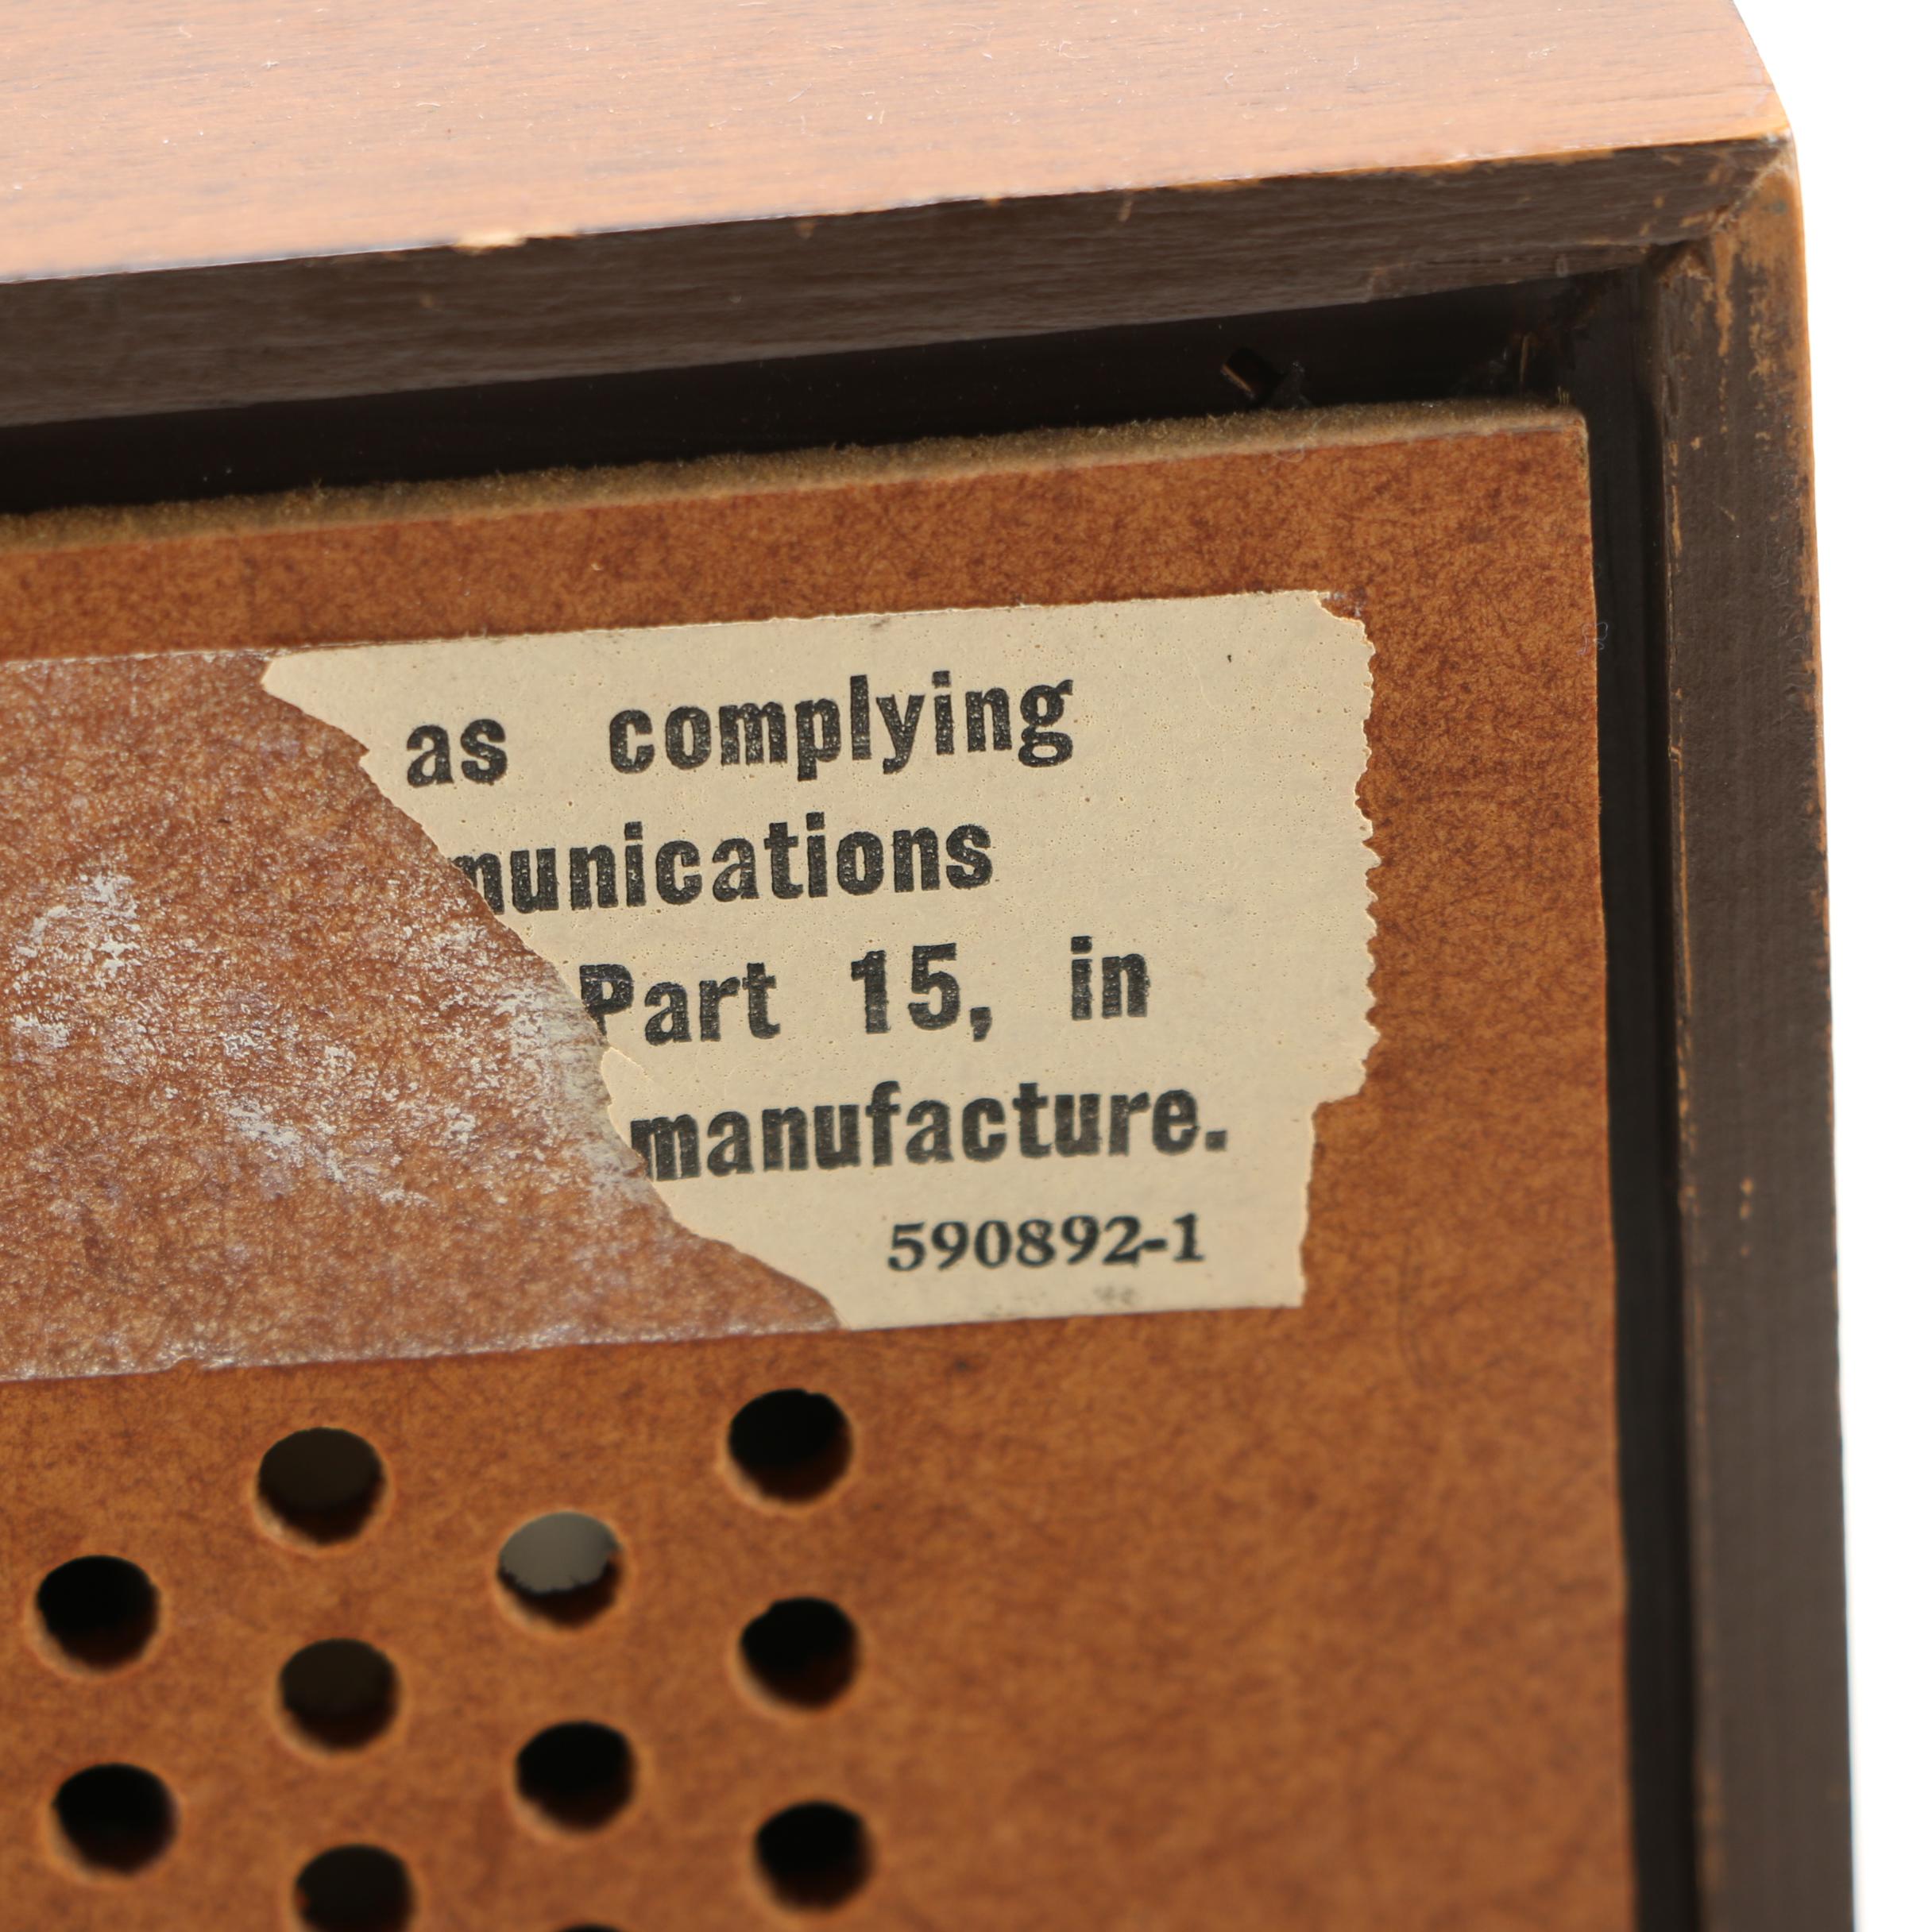 as complying
munications
Part 15, in
manufacture.
590892-1